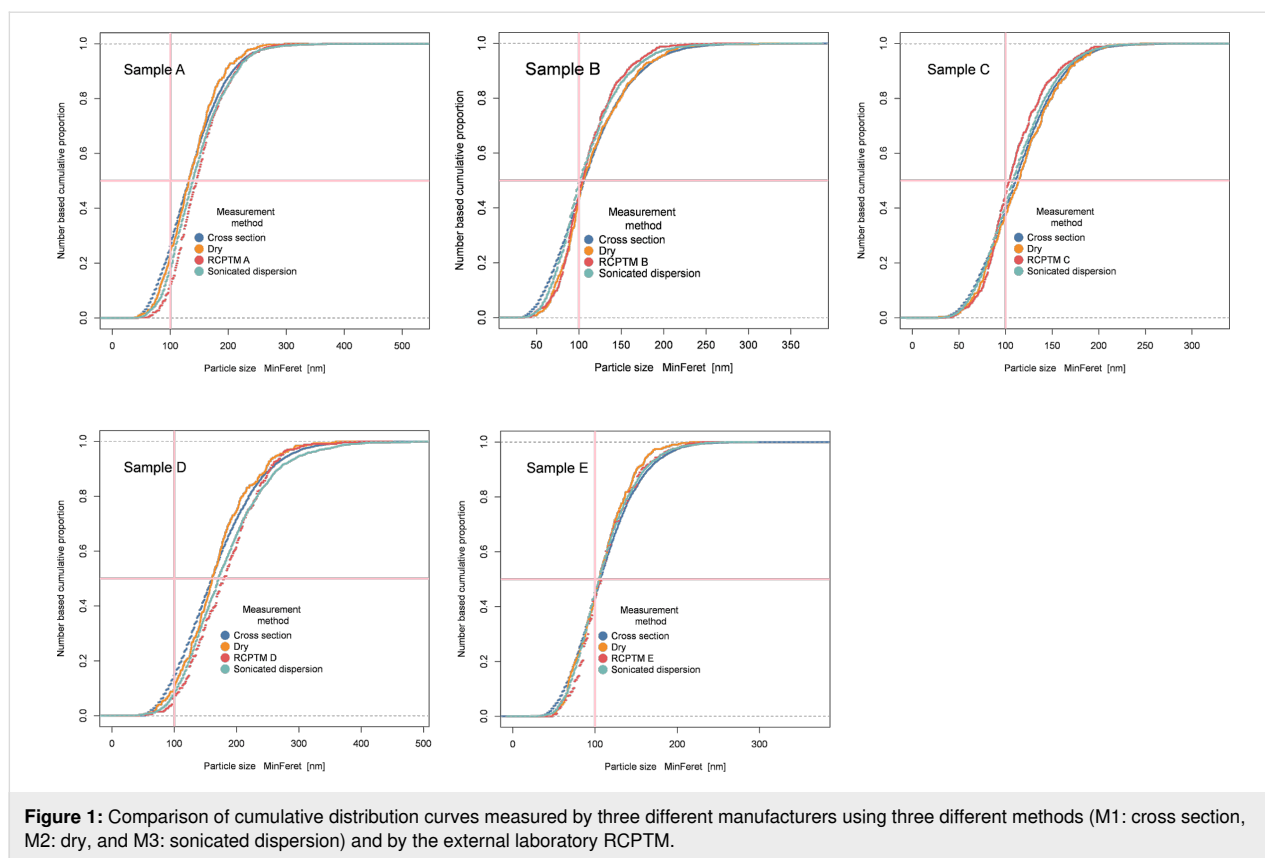 Sample A
Number based cumulative proportion
1.0
0.8
0.6
0.4
0.2
0.0
Measurement
method
Cross section
Dry
RCPTM A
Sonicated dispersion
0 100 200 300 400 500
Particle size MinFeret [nm]
Sample B
Number based cumulative proportion
1.0
0.8
0.6
0.4
0.2
0.0
Measurement
method
Cross section
Dry
RCPTM B
Sonicated dispersion
50 100 150 200 250 300 350
Particle size MinFeret [nm]
Sample C
Number based cumulative proportion
1.0
0.8
0.6
0.4
0.2
0.0
Measurement
method
Cross section
Dry
RCPTM C
Sonicated dispersion
0 50 100 150 200 250 300
Particle size MinFeret [nm]
Sample D
Number based cumulative proportion
1.0
0.8
0.6
0.4
0.2
0.0
Measurement
method
Cross section
Dry
RCPTM D
Sonicated dispersion
0 100 200 300 400 500
Particle size MinFeret [nm]
Sample E
Number based cumulative proportion
1.0
0.8
0.6
0.4
0.2
0.0
Measurement
method
Cross section
Dry
RCPTM E
Sonicated dispersion
0 100 200 300
Particle size MinFeret [nm]
Figure 1: Comparison of cumulative distribution curves measured by three different manufacturers using three different methods (M1: cross section,
M2: dry, and M3: sonicated dispersion) and by the external laboratory RCPTM.